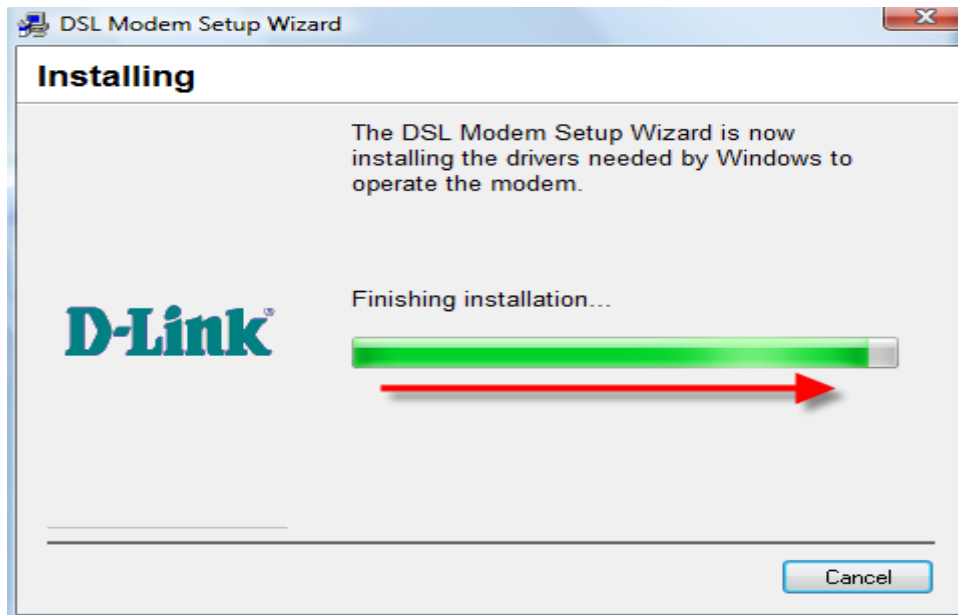 DSL Modem Setup Wizard
Installing
The DSL Modem Setup Wizard is now
installing the drivers needed by Windows to
operate the modem.
Finishing installation...
D-Link®
Cancel